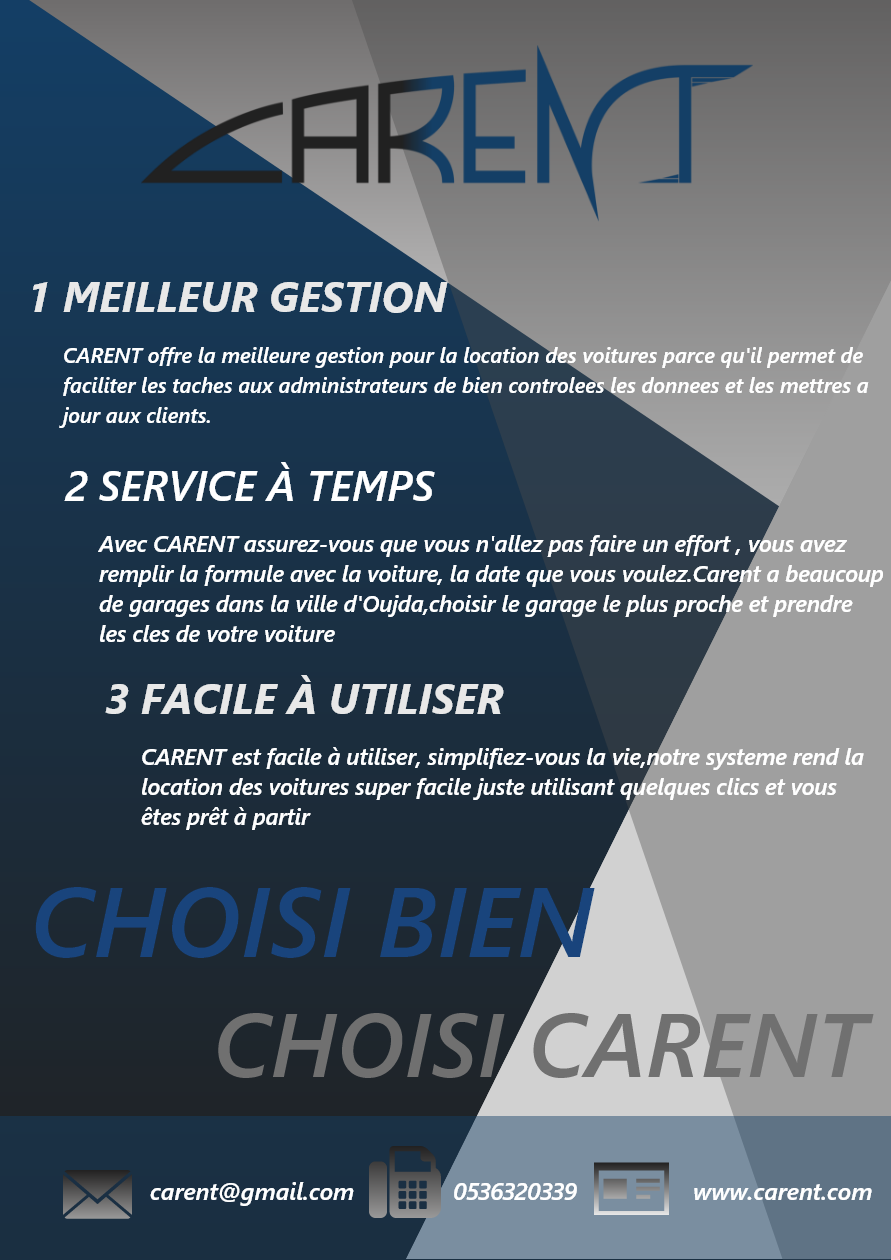 CARENT
1 MEILLEUR GESTION
CARENT offre la meilleure gestion pour la location des voitures parce qu'il permet de
faciliter les taches aux administrateurs de bien controlees les donnees et les mettres a
jour aux clients.
2 SERVICE À TEMPS
Avec CARENT assurez-vous que vous n'allez pas faire un effort , vous avez
remplir la formule avec la voiture, la date que vous voulez.Carent a beaucoup
de garages dans la ville d'Oujda,choisir le garage le plus proche et prendre
les cles de votre voiture
3 FACILE À UTILISER
CARENT est facile à utiliser, simplifiez-vous la vie,notre systeme rend la
location des voitures super facile juste utilisant quelques clics et vous
êtes prêt à partir
CHOISI BIEN
CHOISI CARENT
carent@gmail.com 0536320339 www.carent.com